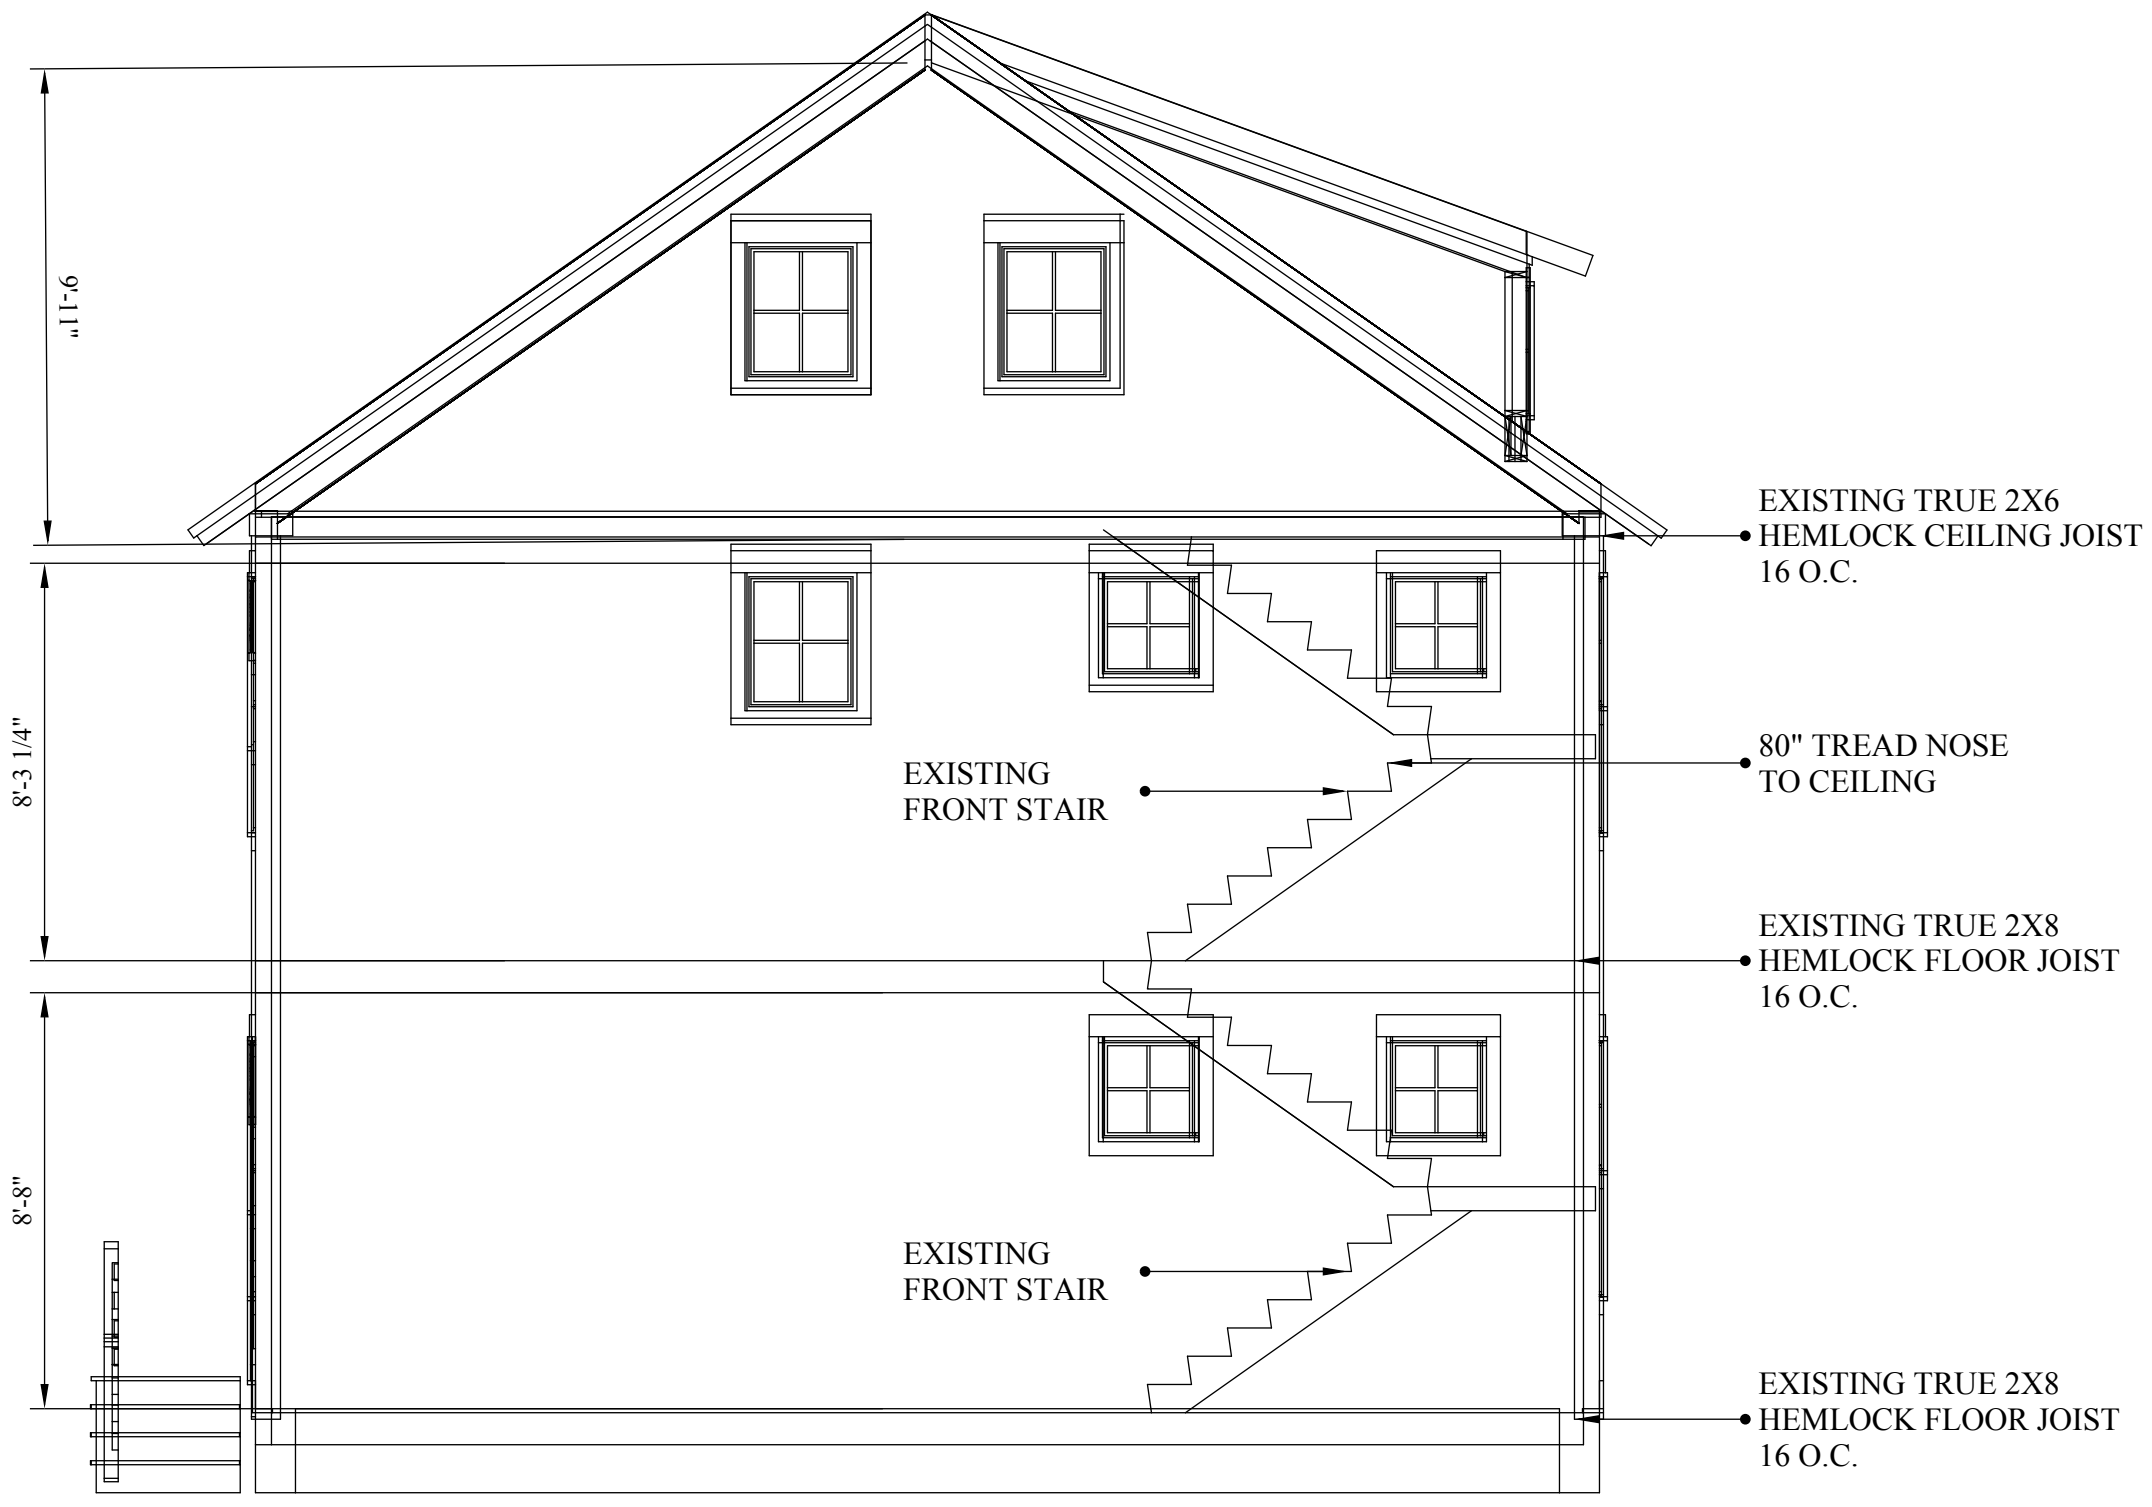 9'-11"
EXISTING TRUE 2X6
HEMLOCK CEILING JOIST
16 O.C.
8'-3 1/4"
EXISTING
FRONT STAIR
80" TREAD NOSE
TO CEILING
EXISTING TRUE 2X8
HEMLOCK FLOOR JOIST
16 O.C.
8'-8"
EXISTING
FRONT STAIR
EXISTING TRUE 2X8
HEMLOCK FLOOR JOIST
16 O.C.